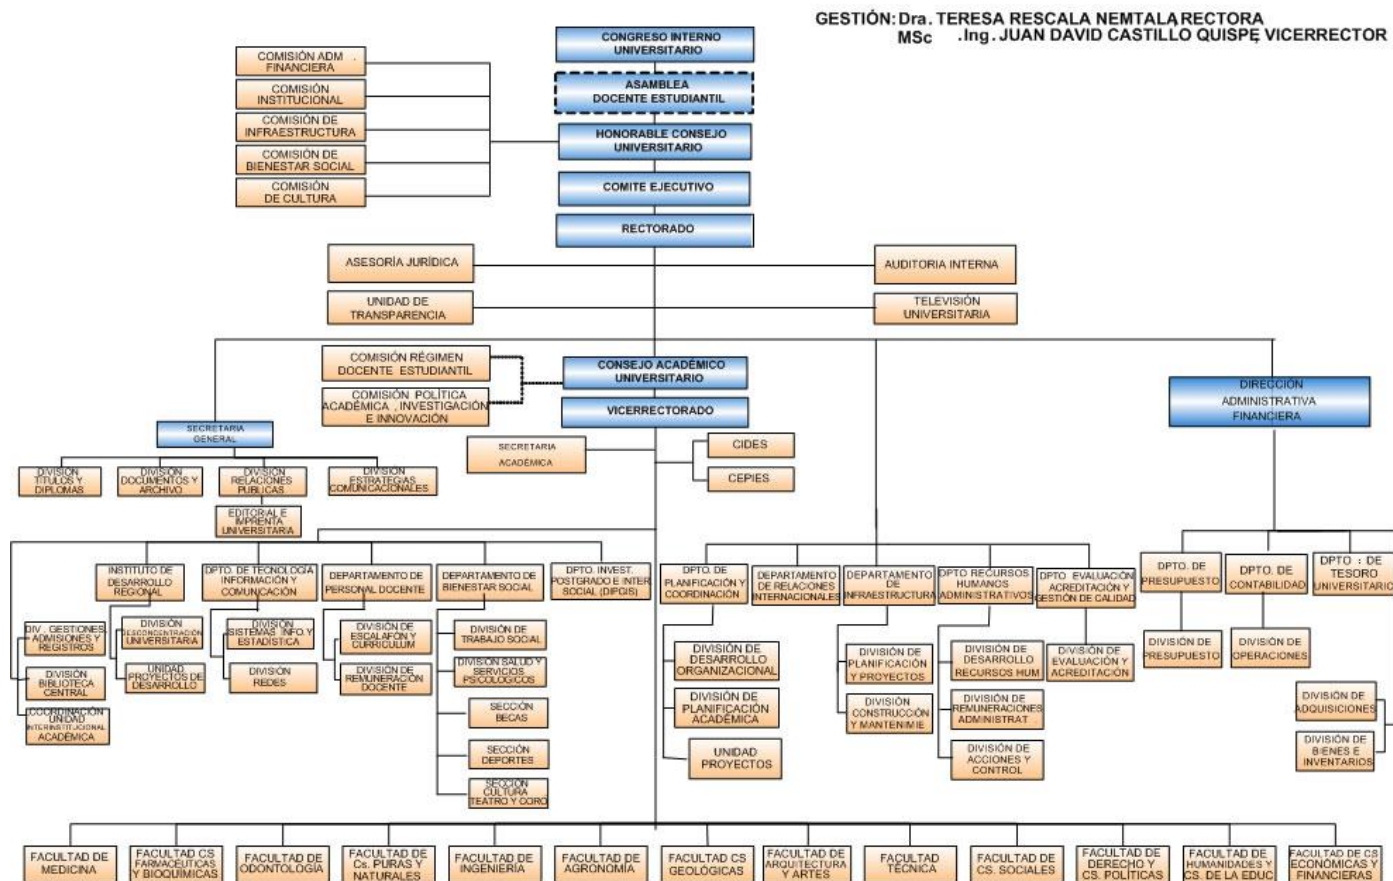 GESTIÓN: Dra. TERESA RESCALA NEMTALA RECTORA
MSc .Ing. JUAN DAVID CASTILLO QUISPE VICERRECTOR
CONGRESO INTERNO
UNIVERSITARIO
ASAMBLEA
DOCENTE ESTUDIANTIL
HONORABLE CONSEJO
UNIVERSITARIO
COMITE EJECUTIVO
RECTORADO
COMISIÓN ADM .
FINANCIERA
COMISIÓN
INSTITUCIONAL
COMISIÓN DE
INFRAESTRUCTURA
COMISIÓN DE
BIENESTAR SOCIAL
COMISIÓN
DE CULTURA
ASESORÍA JURÍDICA
AUDITORIA INTERNA
UNIDAD DE
TRANSPARENCIA
TELEVISIÓN
UNIVERSITARIA
COMISIÓN RÉGIMEN
DOCENTE ESTUDIANTIL
COMISIÓN POLÍTICA
ACADÉMICA , INVESTIGACIÓN
E INNOVACIÓN
CONSEJO ACADÉMICO
UNIVERSITARIO
VICERRECTORADO
DIRECCIÓN
ADMINISTRATIVA
FINANCIERA
SECRETARIA
GENERAL
SECRETARIA
ACADÉMICA
CIDES
CEPIES
DIVISIÓN
TÍTULOS Y
DIPLOMAS
DIVISIÓN
DOCUMENTOS Y
ARCHIVO
DIVISIÓN
RELACIONES
PUBLICAS
DIVISIÓN
ESTRATEGIAS
COMUNICACIONALES
EDITORIAL E
IMPRENTA
UNIVERSITARIA
INSTITUTO DE
DESARROLLO
REGIONAL
DPTO. DE TECNOLOGÍA
INFORMACIÓN Y
COMUNICACIÓN
DEPARTAMENTO DE
PERSONAL DOCENTE
DEPARTAMENTO DE
BIENESTAR SOCIAL
DPTO. INVEST.
POSTGRADO E INTER
SOCIAL (DIPGIS)
DPTO. DE
PLANIFICACIÓN Y
COORDINACIÓN
DEPARTAMENTO
DE RELACIONES
INTERNACIONALES
DEPARTAMENTO
DE
INFRAESTRUCTURA
DPTO RECURSOS
HUMANOS
ADMINISTRATIVOS
DPTO. EVALUACIÓN
ACREDITACIÓN Y
GESTIÓN DE CALIDAD
DPTO. DE
PRESUPUESTO
DPTO. DE
CONTABILIDAD
DPTO : DE
TESORO
UNIVERSITARIO
DIV . GESTIONES,
ADMISIONES Y
REGISTROS
DIVISIÓN
BIBLIOTECA
CENTRAL
COORDINACIÓN
UNIDAD
INTERINSTITUCIONAL
ACADÉMICA
DIVISIÓN
DESCONCENTRACIÓN
UNIVERSITARIA
UNIDAD
PROYECTOS DE
DESARROLLO
DIVISIÓN
SISTEMAS INFO. Y
ESTADÍSTICA
DIVISIÓN
REDES
DIVISIÓN DE
ESCALAFÓN Y
CURRICULUM
DIVISIÓN DE
REMUNERACIÓN
DOCENTE
DIVISIÓN DE
TRABAJO SOCIAL
DIVISIÓN SALUD Y
SERVICIOS
PSICOLOGICOS
SECCIÓN
BECAS
SECCIÓN
DEPORTES
SECCIÓN
CULTURA
TEATRO Y CORO
DIVISIÓN DE
DESARROLLO
ORGANIZACIONAL
DIVISIÓN DE
PLANIFICACIÓN
ACADÉMICA
UNIDAD
PROYECTOS
DIVISIÓN DE
PLANIFICACIÓN
Y PROYECTOS
DIVISIÓN
CONSTRUCCIÓN
Y MANTENIMIE
DIVISIÓN DE
DESARROLLO
RECURSOS HUM
DIVISIÓN DE
REMUNERACIONES
ADMINISTRAT .
DIVISIÓN DE
ACCIONES Y
CONTROL
DIVISIÓN DE
EVALUACIÓN Y
ACREDITACIÓN
DIVISIÓN DE
PRESUPUESTO
DIVISIÓN DE
OPERACIONES
DIVISIÓN DE
ADQUISICIONES
DIVISIÓN DE
BIENES E
INVENTARIOS
FACULTAD DE
MEDICINA
FACULTAD CS
FARMACÉUTICAS
Y BIOQUÍMICAS
FACULTAD DE
ODONTOLOGÍA
FACULTAD DE
Cs. PURAS Y
NATURALES
FACULTAD DE
INGENIERÍA
FACULTAD DE
AGRONOMÍA
FACULTAD CS
GEOLÓGICAS
FACULTAD DE
ARQUITECTURA
Y ARTES
FACULTAD
TÉCNICA
FACULTAD DE
CS. SOCIALES
FACULTAD DE
DERECHO Y
CS. POLÍTICAS
FACULTAD DE
HUMANIDADES Y
CS. DE LA EDUC
FACULTAD DE CS
ECONÓMICAS Y
FINANCIERAS